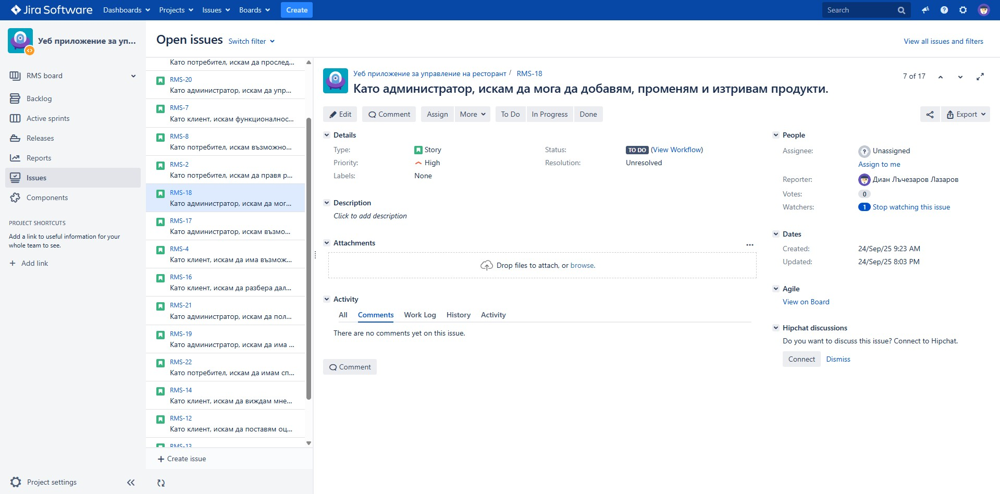 Jira Software Dashboards Projects Issues Boards Create Search
Уеб приложение за уп...
RMS board
Backlog
Active sprints
Releases
Reports
Issues
Components
PROJECT SHORTCUTS
Add a link to useful information for your
whole team to see.
Add link
Project settings
Open issues Switch filter
View all issues and filters
Като потребител, искам да прослед...
RMS-20
Като администратор, искам да упр...
RMS-7
Като клиент, искам функционалнос...
RMS-8
Като потребител, искам възможно...
RMS-2
Като потребител, искам да правя р...
RMS-18
Като администратор, искам да мог...
RMS-17
Като администратор, искам възмо...
RMS-4
Като клиент, искам да има възмож...
RMS-16
Като клиент, искам да разбера дал...
RMS-21
Като администратор, искам да пол...
RMS-19
Като администратор, искам да има ...
RMS-22
Като потребител, искам да имам сп...
RMS-14
Като клиент, искам да виждам мне...
RMS-12
Като клиент, искам да поставям оц...
RMS-13
Create issue
Уеб приложение за управление на ресторант / RMS-18
7 of 17
Като администратор, искам да мога да добавям, променям и изтривам продукти.
Edit Comment Assign More To Do In Progress Done
Export
Details
Type: Story
Status: TO DO (View Workflow)
Priority: High
Resolution: Unresolved
Labels: None
Description
Click to add description
Attachments
Drop files to attach, or browse.
Activity
All Comments Work Log History Activity
There are no comments yet on this issue.
Comment
People
Assignee: Unassigned
Assign to me
Reporter: Диан Лъчезаров Лазаров
Votes: 0
Watchers: 1 Stop watching this issue
Dates
Created: 24/Sep/25 9:23 AM
Updated: 24/Sep/25 8:03 PM
Agile
View on Board
Hipchat discussions
Do you want to discuss this issue? Connect to Hipchat.
Connect Dismiss